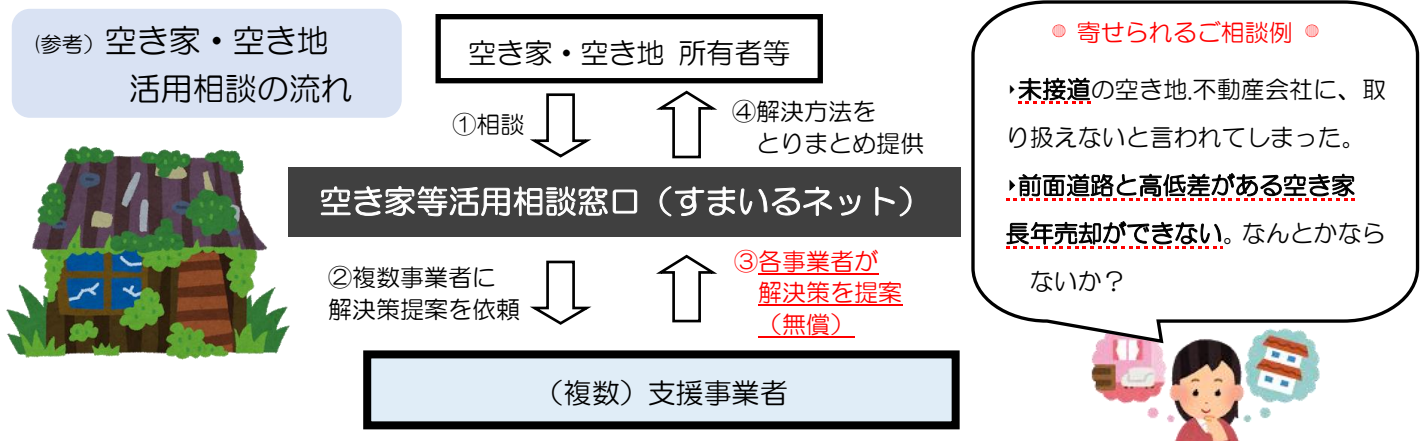 (参考) 空き家・空き地
活用相談の流れ
空き家・空き地 所有者等
①相談
④解決方法を
とりまとめ提供
空き家等活用相談窓口（すまいるネット）
②複数事業者に
解決策提案を依頼
③各事業者が
解決策を提案
（無償）
（複数）支援事業者
◎ 寄せられるご相談例 ◎
・未接道の空き地.不動産会社に、取
り扱えないと言われてしまった。
・前面道路と高低差がある空き家
長年売却ができない。なんとかなら
ないか？